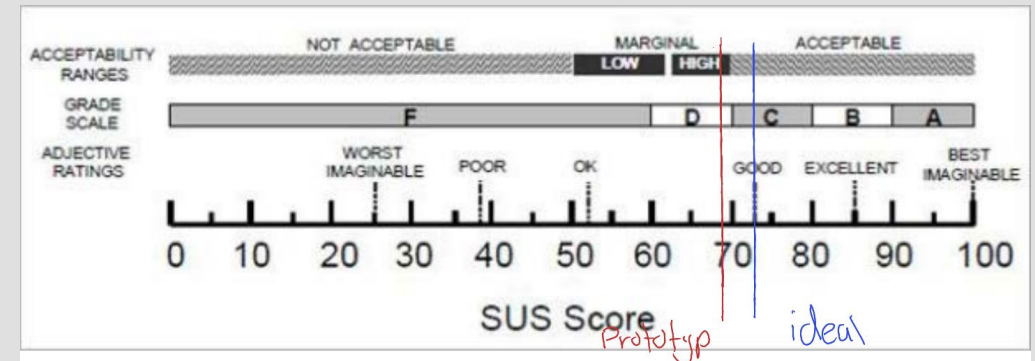 ACCEPTABILITY RANGES
NOT ACCEPTABLE
MARGINAL
ACCEPTABLE
LOW
HIGH
GRADE SCALE
F
D
C
B
A
ADJECTIVE RATINGS
WORST IMAGINABLE
POOR
OK
GOOD
EXCELLENT
BEST IMAGINABLE
0 10 20 30 40 50 60 70 80 90 100
SUS Score
Prototyp
ideal